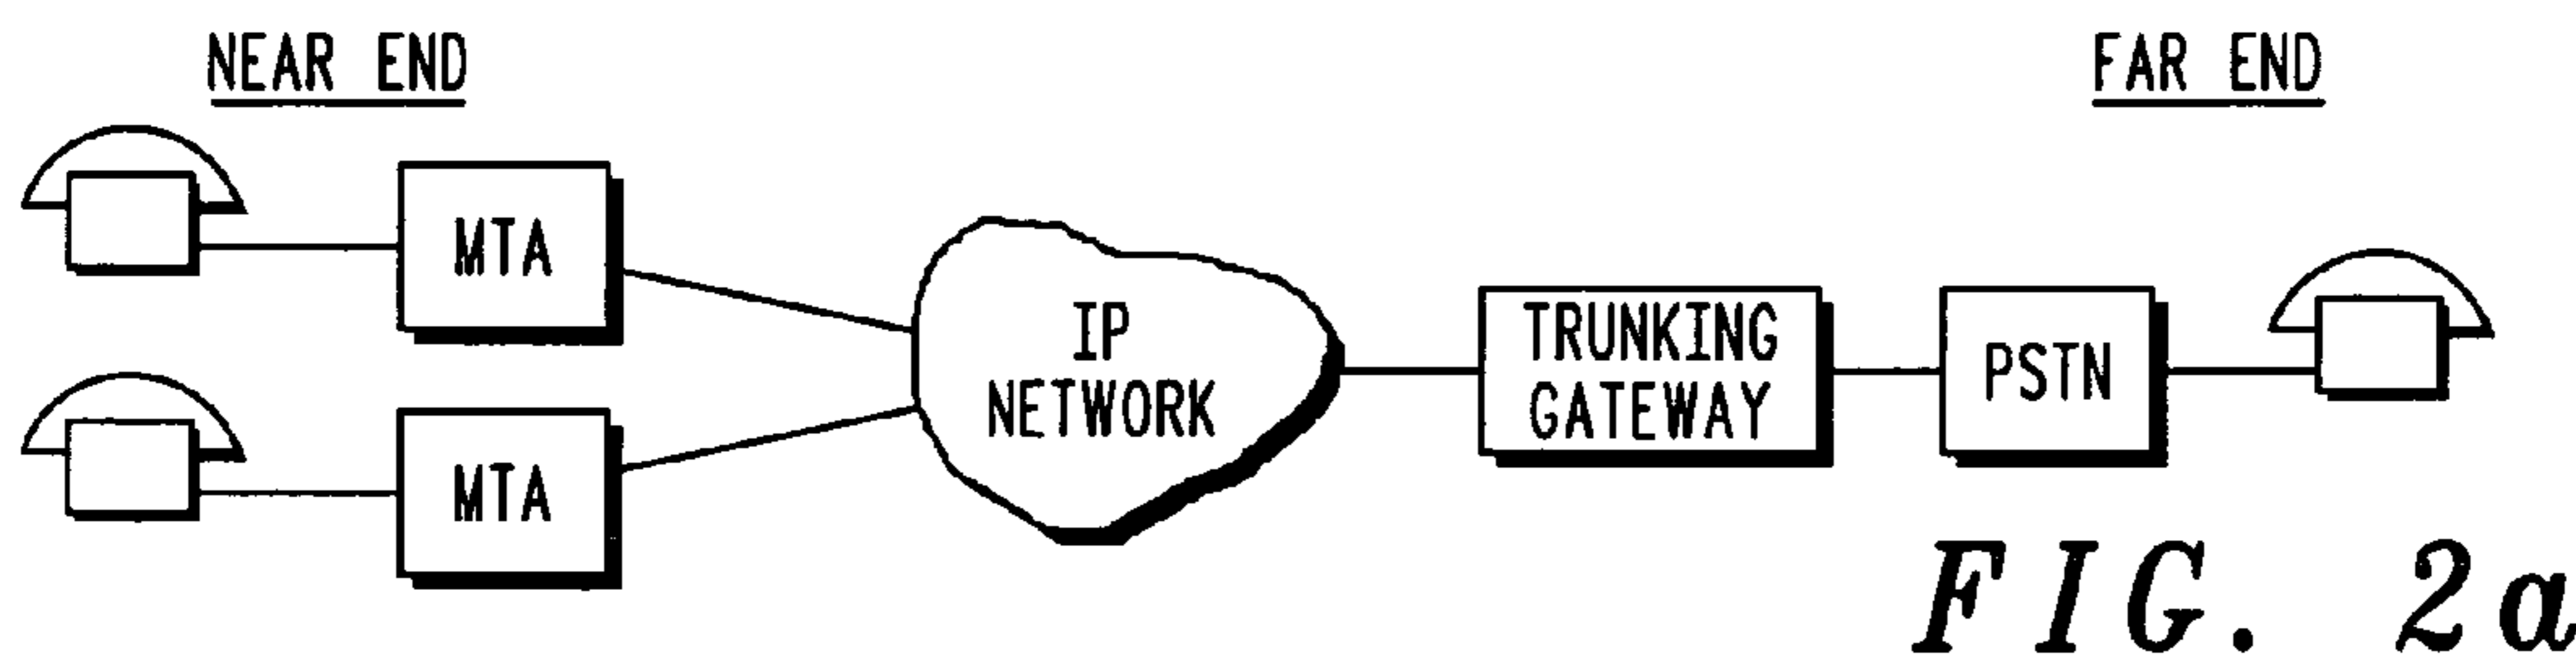 NEAR END
FAR END
MTA
MTA
IP
NETWORK
TRUNKING
GATEWAY
PSTN
FIG. 2a